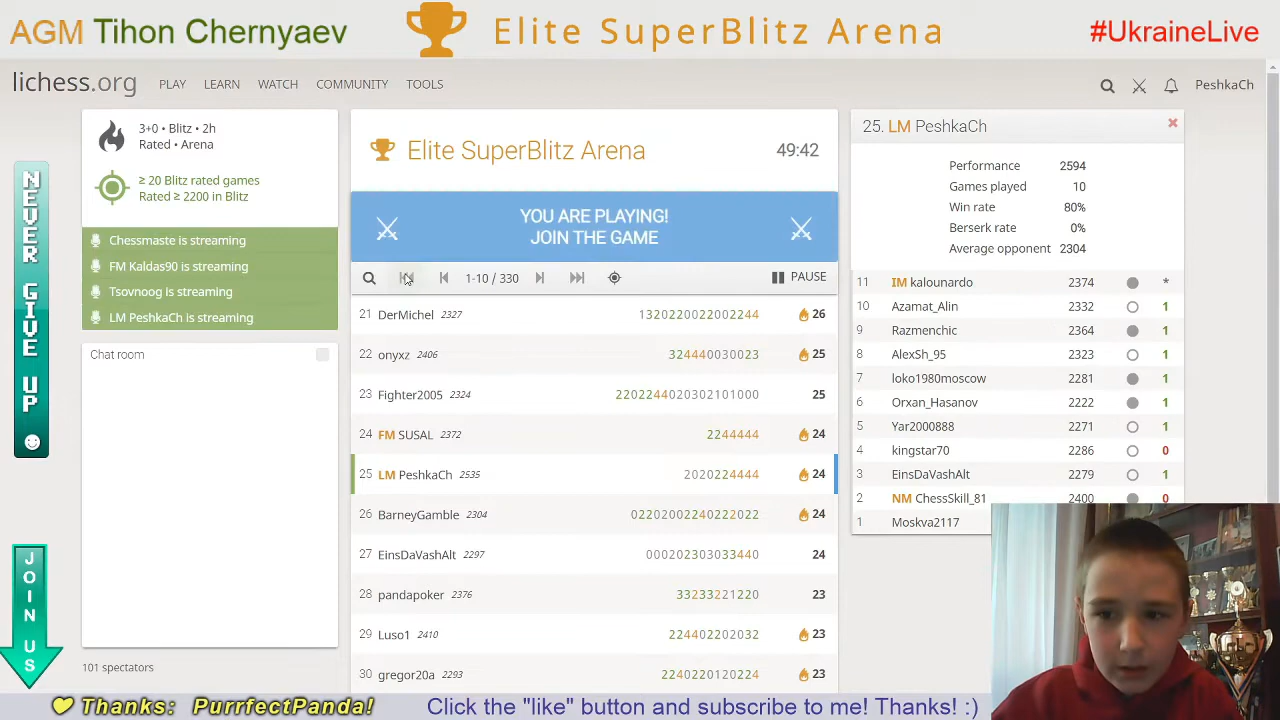 AGM Tihon Chernyaev
Elite SuperBlitz Arena
#UkraineLive
lichess.org PLAY LEARN WATCH COMMUNITY TOOLS PeshkaCh
NEVER GIVE UP
JOIN US
3+0 • Blitz • 2h
Rated • Arena
≥ 20 Blitz rated games
Rated ≥ 2200 in Blitz
Chessmaste is streaming
FM Kaldas90 is streaming
Tsovnoog is streaming
LM PeshkaCh is streaming
Chat room
101 spectators
Elite SuperBlitz Arena 49:42
YOU ARE PLAYING!
JOIN THE GAME
1-10 / 330 PAUSE
21 DerMichel 2327 1320220022002244 26
22 onyxz 2406 324440030023 25
23 Fighter2005 2324 220224402030210100 25
24 FM SUSAL 2372 2244444 24
25 LM PeshkaCh 2535 2020224444 24
26 BarneyGamble 2304 02202002240222022 24
27 EinsDaVashAlt 2297 000202303033440 24
28 pandapoker 2376 33233221220 23
29 Luso1 2410 224402202032 23
30 gregor20a 2293 2240220120224 23
25. LM PeshkaCh
Performance 2594
Games played 10
Win rate 80%
Berserk rate 0%
Average opponent 2304
11 IM kalounardo 2374 *
10 Azamat_Alin 2332 1
9 Razmenchic 2364 1
8 AlexSh_95 2323 1
7 loko1980moscow 2281 1
6 Orxan_Hasanov 2222 1
5 Yar2000888 2271 1
4 kingstar70 2286 0
3 EinsDaVashAlt 2279 1
2 NM ChessSkill_81 2400 0
1 Moskva2117
Thanks: PurrfectPanda!
Click the "like" button and subscribe to me! Thanks! :)